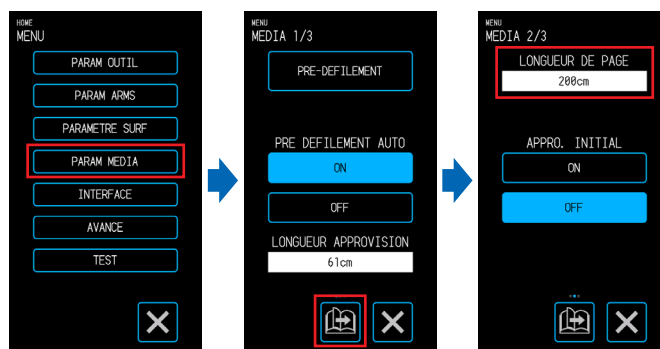 HOME
MENU
PARAM OUTIL
PARAM ARMS
PARAMETRE SURF
PARAM MEDIA
INTERFACE
AVANCE
TEST
MENU
MEDIA 1/3
PRE-DEFILEMENT
PRE DEFILEMENT AUTO
ON
OFF
LONGUEUR APPROVISION
61cm
MENU
MEDIA 2/3
LONGUEUR DE PAGE
200cm
APPRO. INITIAL
ON
OFF